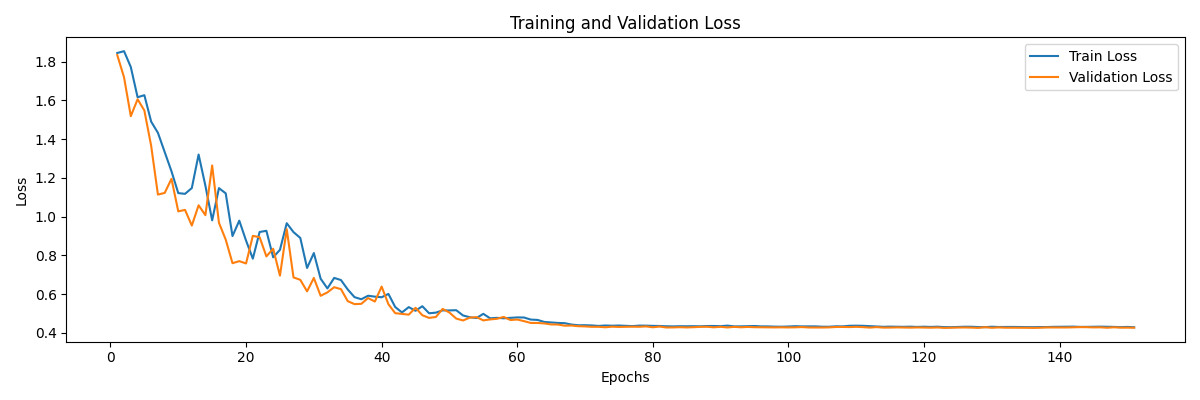 Training and Validation Loss
Train Loss
Validation Loss
Loss
1.8
1.6
1.4
1.2
1.0
0.8
0.6
0.4
0 20 40 60 80 100 120 140
Epochs